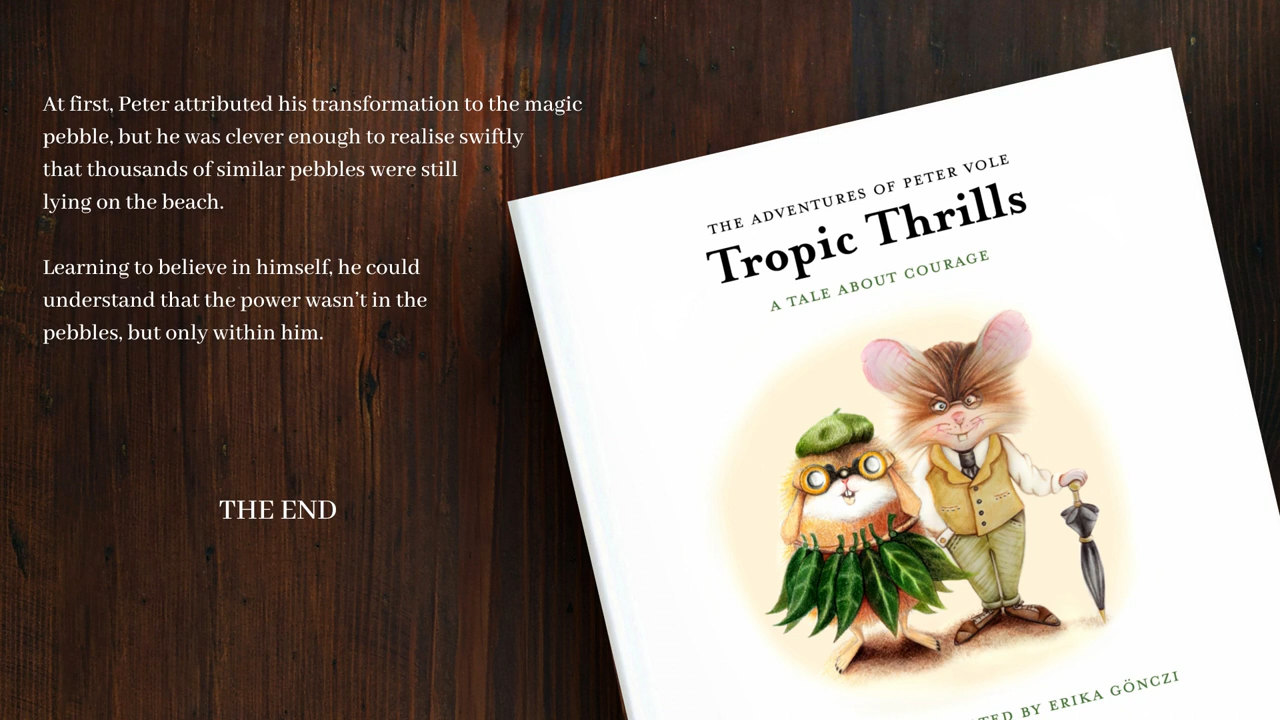 At first, Peter attributed his transformation to the magic
pebble, but he was clever enough to realise swiftly
that thousands of similar pebbles were still
lying on the beach.
Learning to believe in himself, he could
understand that the power wasn't in the
pebbles, but only within him.
THE END
THE ADVENTURES OF PETER VOLE
Tropic Thrills
A TALE ABOUT COURAGE
BY ERIKA GÖNCZI